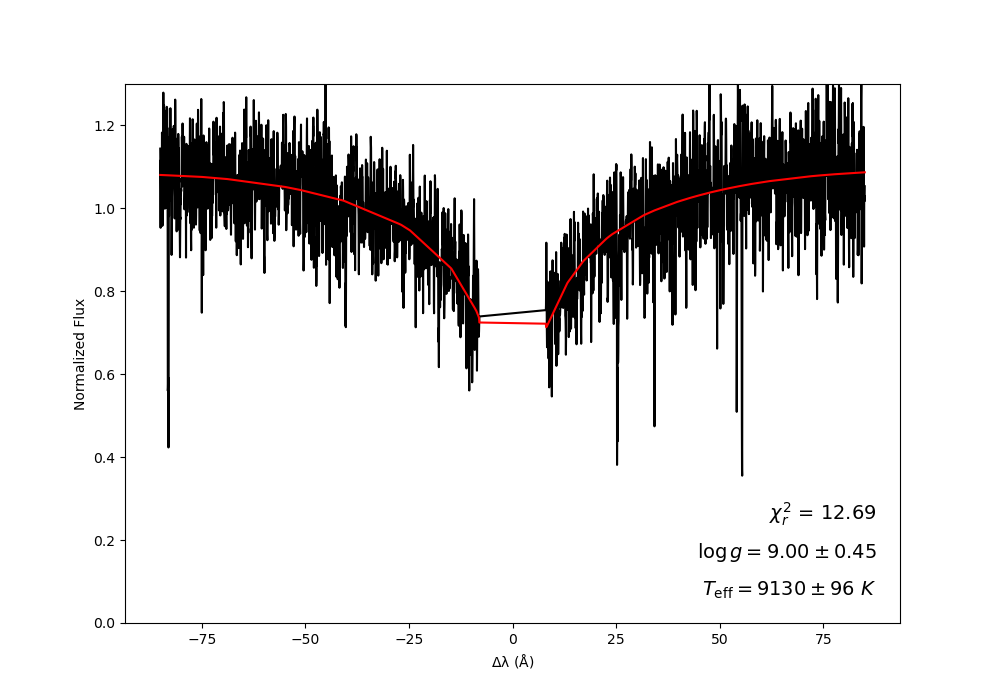 1.2
1.0
0.8
0.6
0.4
0.2
0.0
Normalized Flux
χ²ᵣ = 12.69
log g = 9.00 ± 0.45
T_eff = 9130 ± 96 K
−75 −50 −25 0 25 50 75
Δλ (Å)